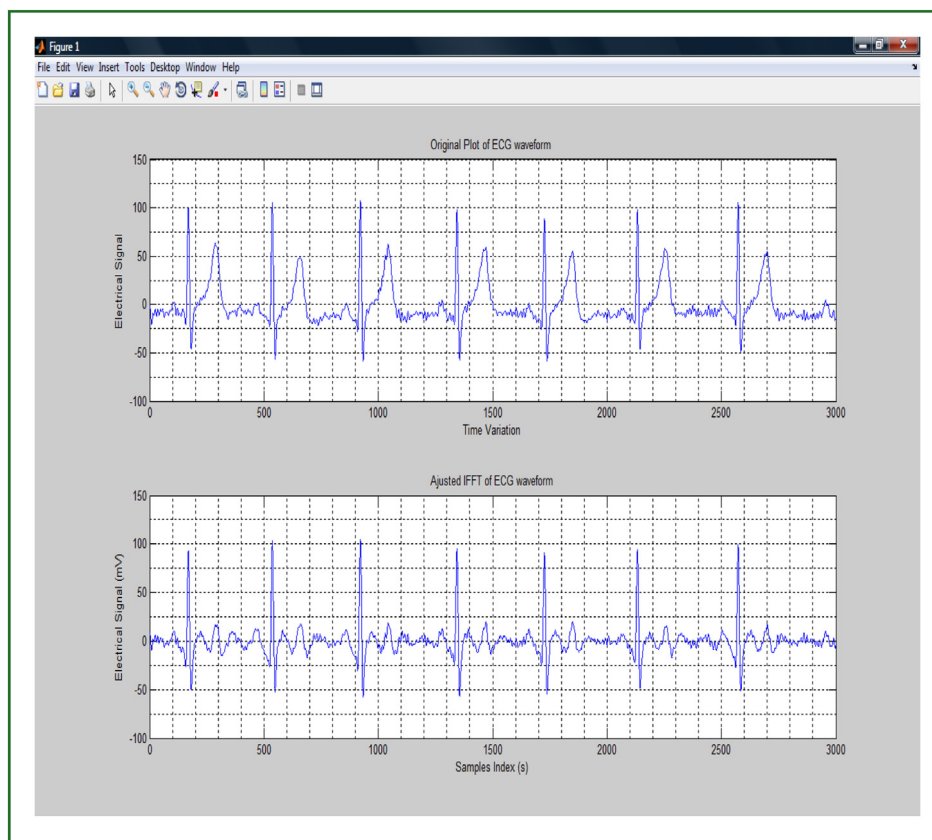 Figure 1
X
File Edit View Insert Tools Desktop Window Help
Original Plot of ECG waveform
150
100
50
0
-50
-100
Electrical Signal
0 500 1000 1500 2000 2500 3000
Time Variation
Ajusted IFFT of ECG waveform
150
100
50
0
-50
-100
Electrical Signal (mV)
0 500 1000 1500 2000 2500 3000
Samples Index (s)